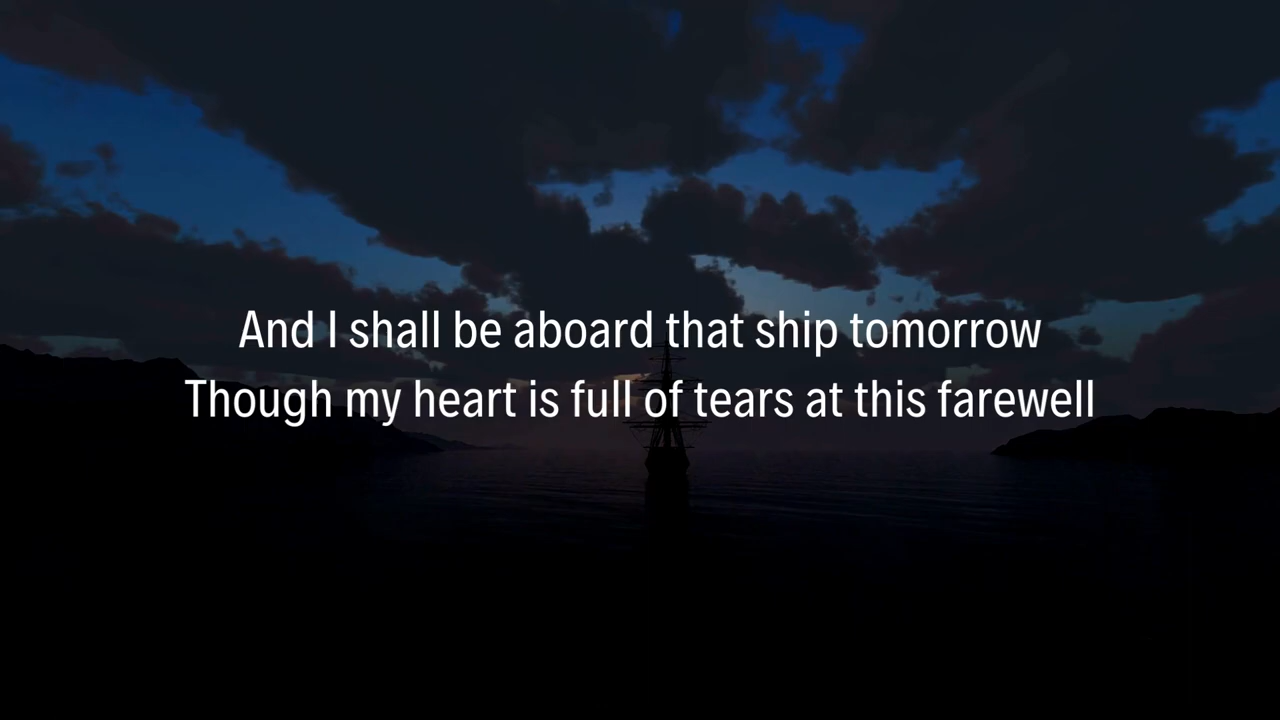 And I shall be aboard that ship tomorrow
Though my heart is full of tears at this farewell